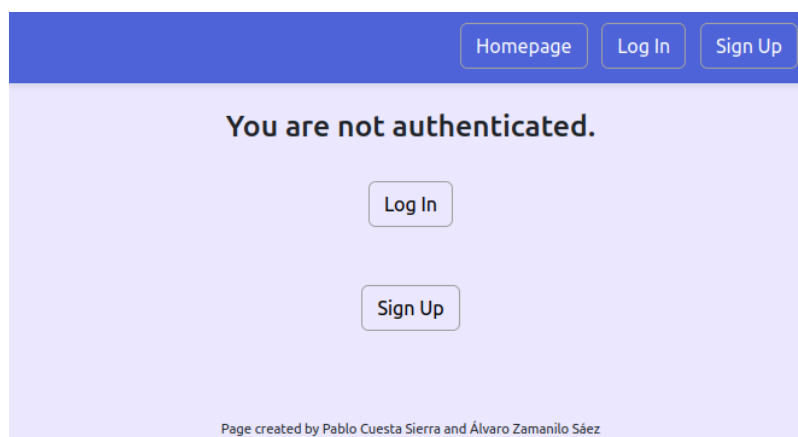 Homepage Log In Sign Up
You are not authenticated.
Log In
Sign Up
Page created by Pablo Cuesta Sierra and Álvaro Zamanilo Sáez